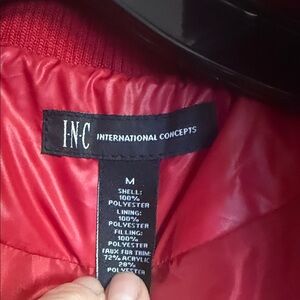 I·N·C INTERNATIONAL CONCEPTS
M
SHELL:
100%
POLYESTER
LINING:
100%
POLYESTER
FILLING:
100%
POLYESTER
FAUX FUR TRIM:
72% ACRYLIC
28%
POLYESTER